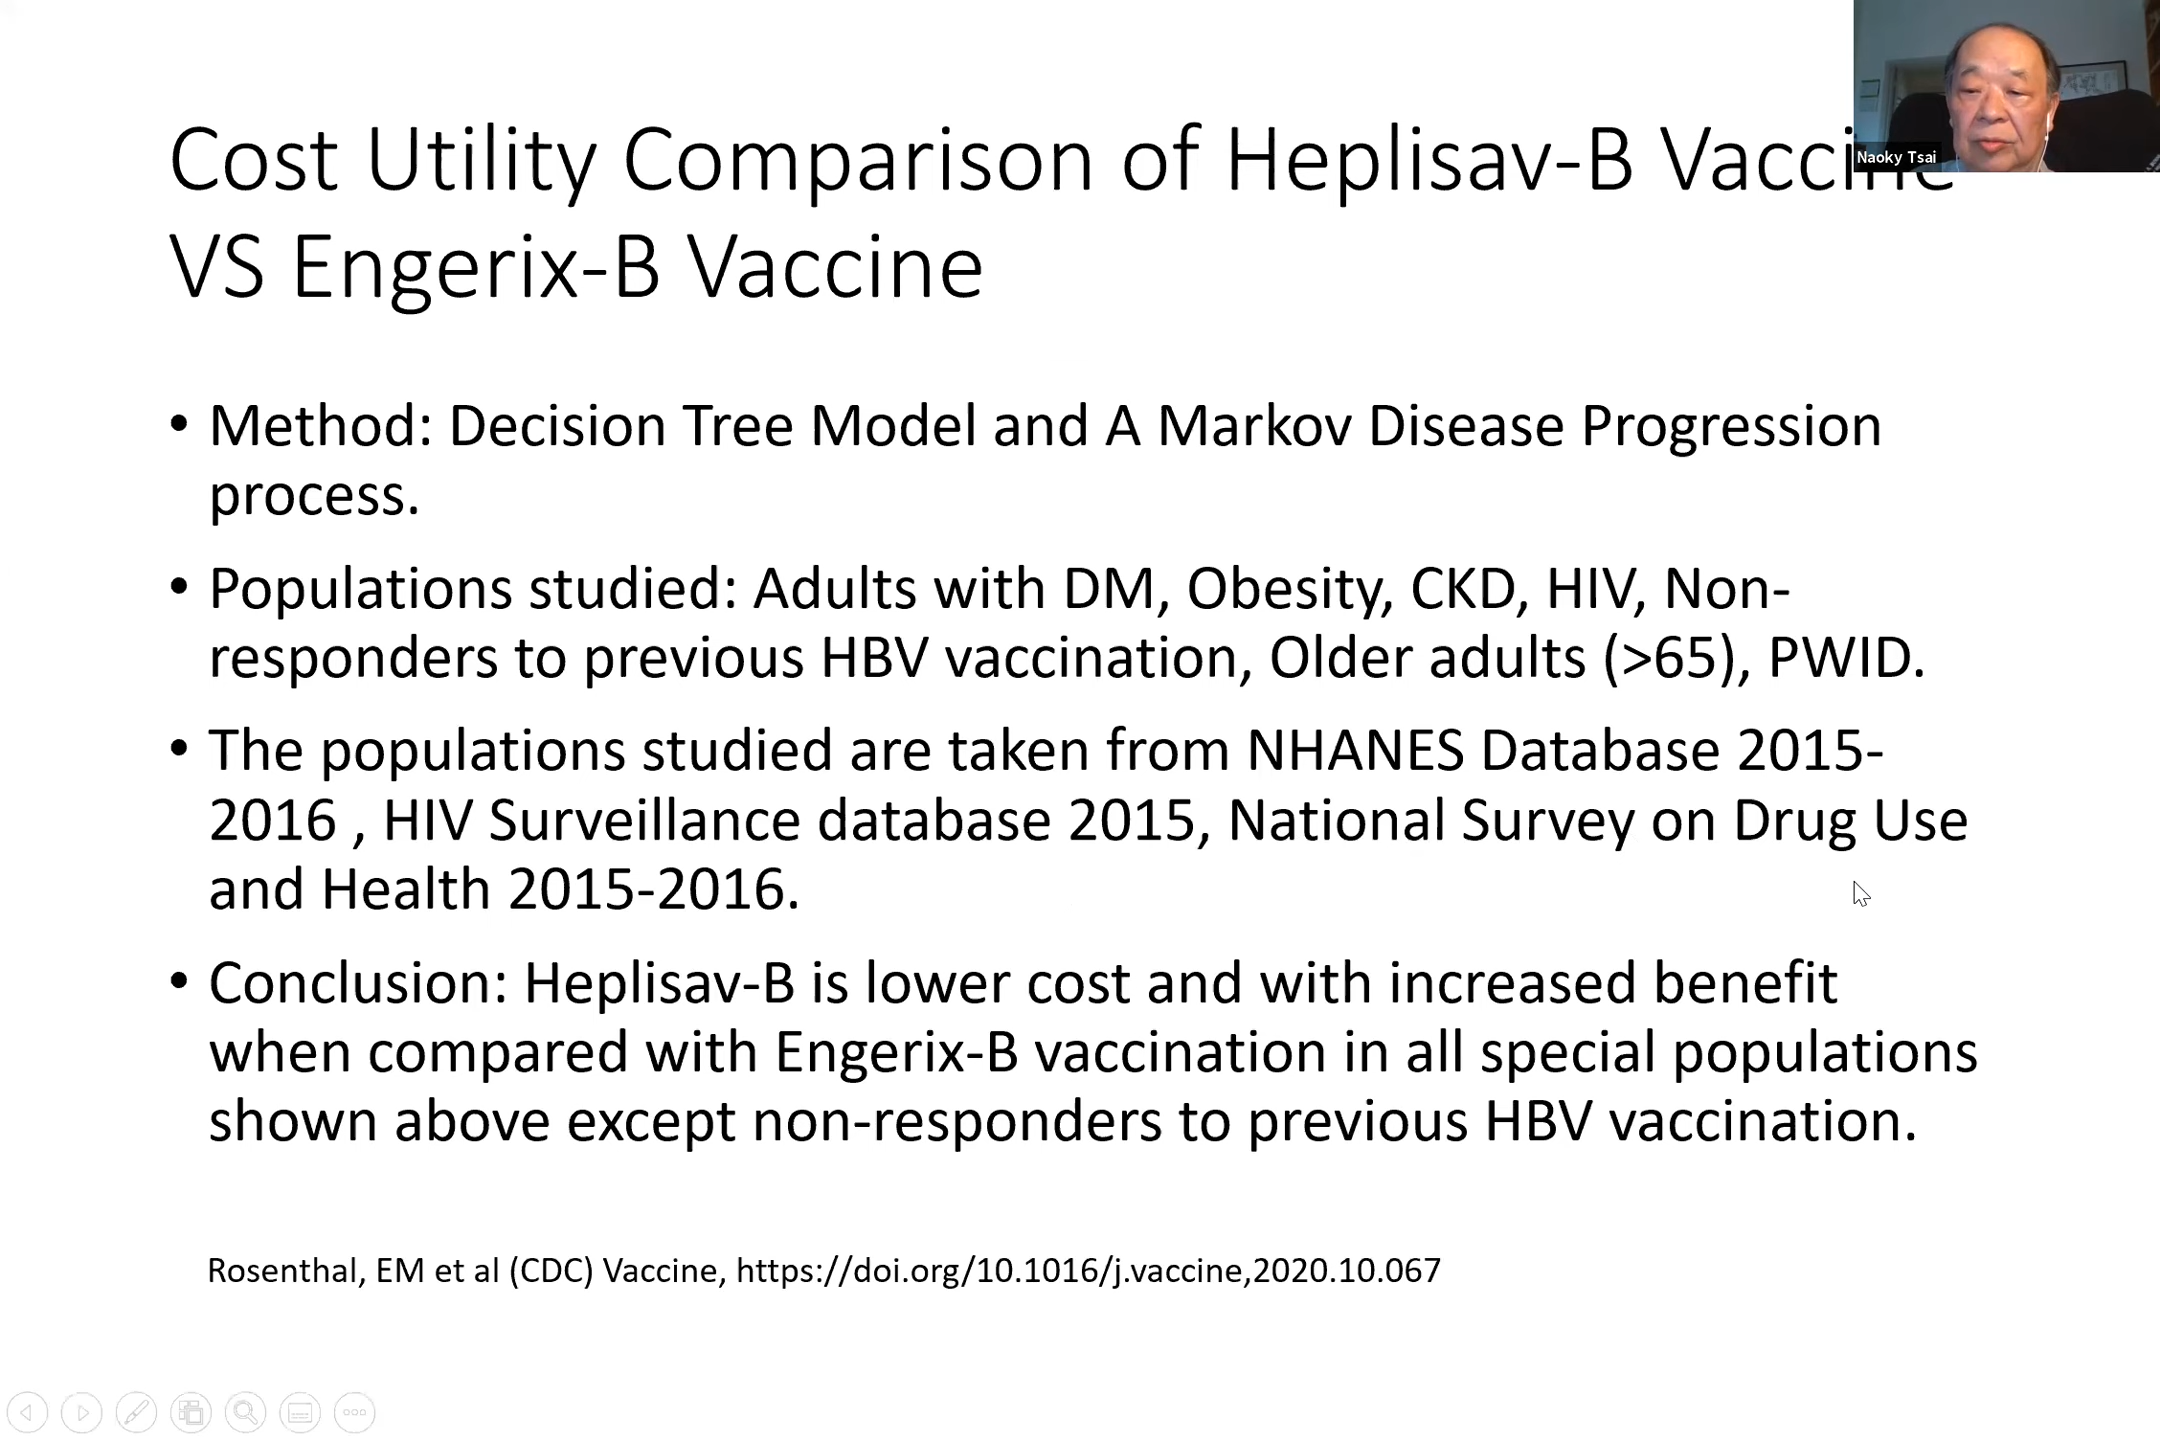 Cost Utility Comparison of Heplisav-B Vaccine
VS Engerix-B Vaccine
Naoky Tsai
• Method: Decision Tree Model and A Markov Disease Progression
process.
• Populations studied: Adults with DM, Obesity, CKD, HIV, Non-
responders to previous HBV vaccination, Older adults (>65), PWID.
• The populations studied are taken from NHANES Database 2015-
2016 , HIV Surveillance database 2015, National Survey on Drug Use
and Health 2015-2016.
• Conclusion: Heplisav-B is lower cost and with increased benefit
when compared with Engerix-B vaccination in all special populations
shown above except non-responders to previous HBV vaccination.
Rosenthal, EM et al (CDC) Vaccine, https://doi.org/10.1016/j.vaccine,2020.10.067